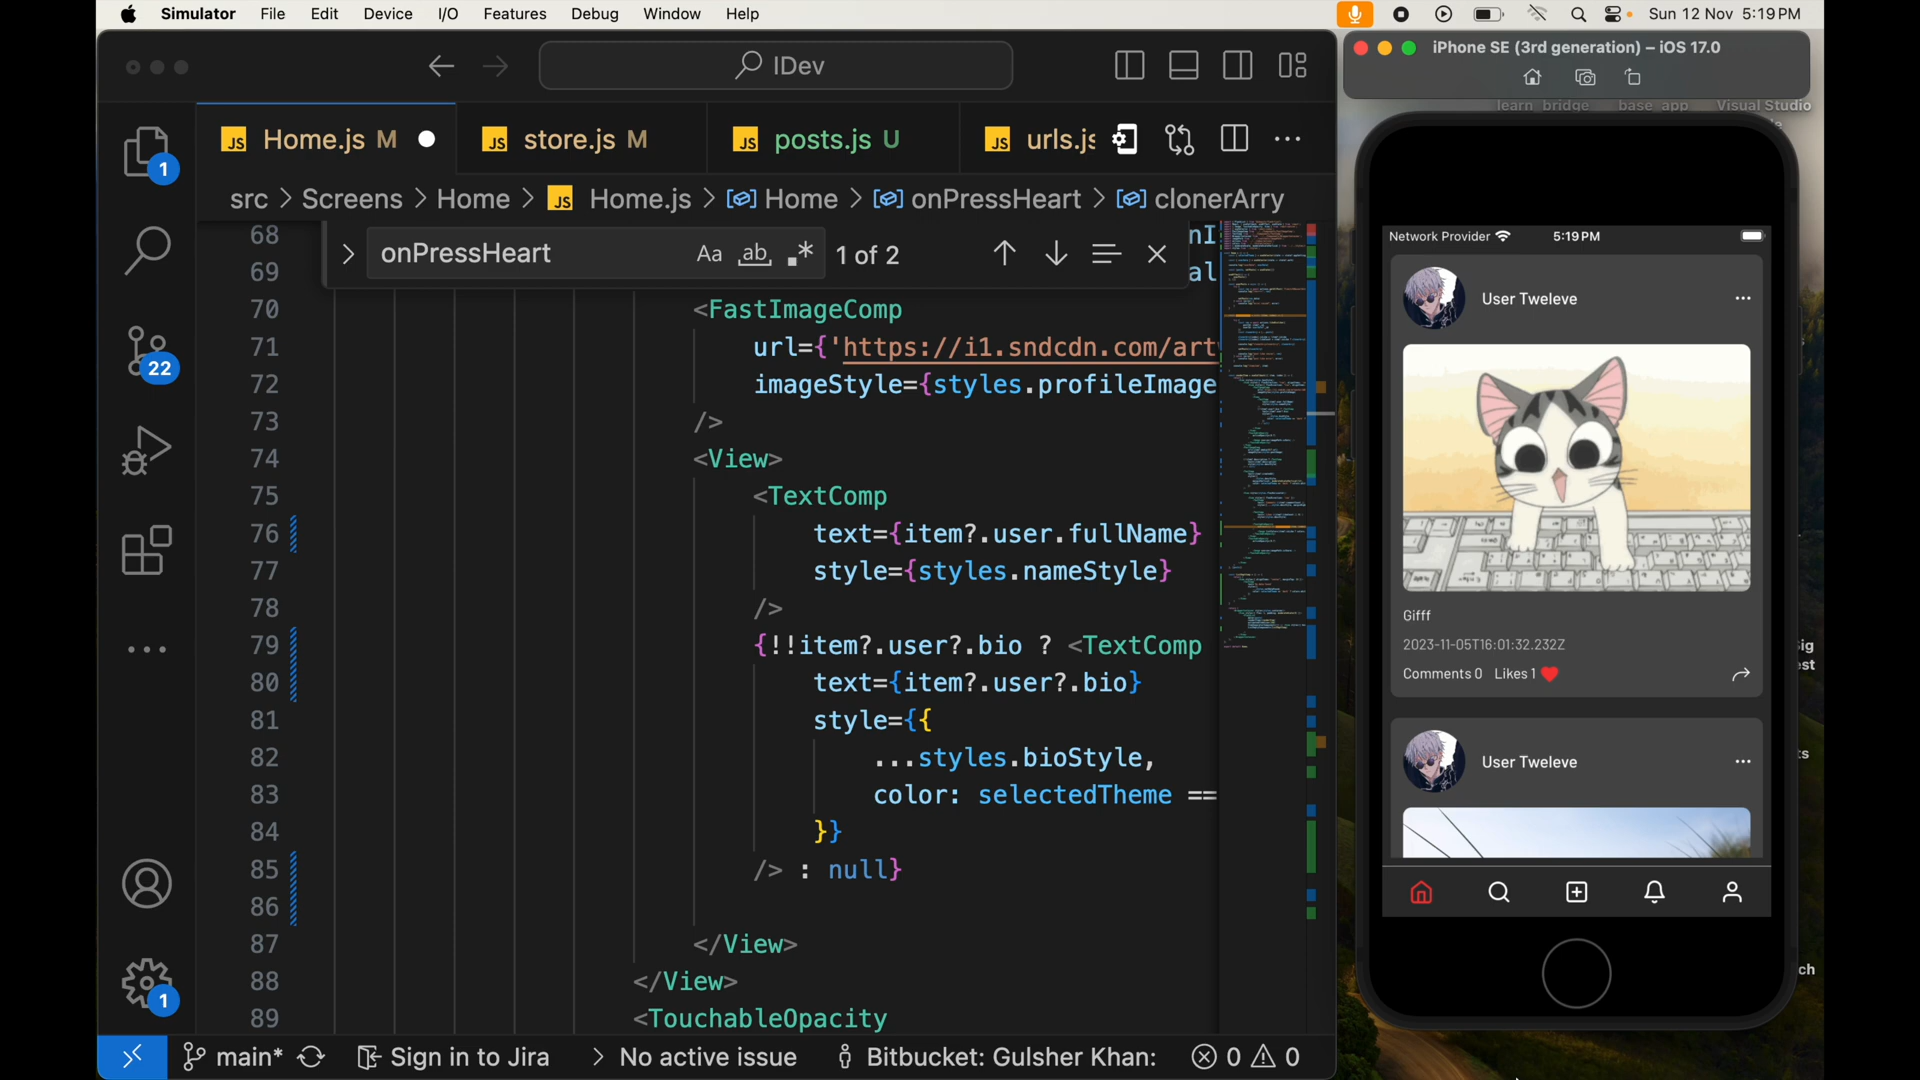 Simulator File Edit Device I/O Features Debug Window Help Sun 12 Nov 5:19 PM
IDev
iPhone SE (3rd generation) – iOS 17.0
learn_bridge base_app Visual Studio
JS Home.js M JS store.js M JS posts.js U JS urls.js
src > Screens > Home > JS Home.js > Home > onPressHeart > clonerArry
onPressHeart Aa ab .* 1 of 2
68
69
70 <FastImageComp
71 url={'https://i1.sndcdn.com/art
72 imageStyle={styles.profileImage
73 />
74 <View>
75 <TextComp
76 text={item?.user.fullName}
77 style={styles.nameStyle}
78 />
79 {!!item?.user?.bio ? <TextComp
80 text={item?.user?.bio}
81 style={{
82 ...styles.bioStyle,
83 color: selectedTheme ==
84 }}
85 /> : null}
86
87 </View>
88 </View>
89 <TouchableOpacity
1
22
1
main* Sign in to Jira > No active issue Bitbucket: Gulsher Khan: 0 0
Network Provider 5:19 PM
User Tweleve
Gifff
2023-11-05T16:01:32.232Z
Comments 0 Likes 1
User Tweleve